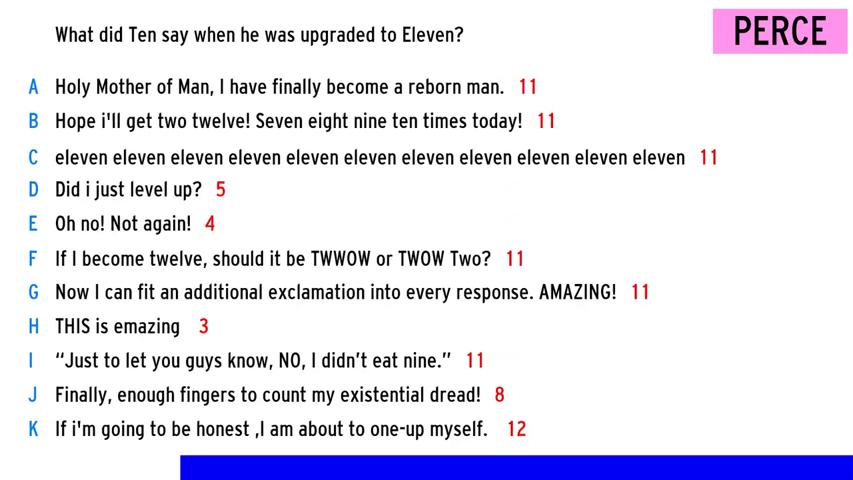 What did Ten say when he was upgraded to Eleven?
PERCE
A Holy Mother of Man, I have finally become a reborn man. 11
B Hope i'll get two twelve! Seven eight nine ten times today! 11
C eleven eleven eleven eleven eleven eleven eleven eleven eleven eleven eleven 11
D Did i just level up? 5
E Oh no! Not again! 4
F If I become twelve, should it be TWWOW or TWOW Two? 11
G Now I can fit an additional exclamation into every response. AMAZING! 11
H THIS is emazing 3
I “Just to let you guys know, NO, I didn’t eat nine.” 11
J Finally, enough fingers to count my existential dread! 8
K If i'm going to be honest ,I am about to one-up myself. 12